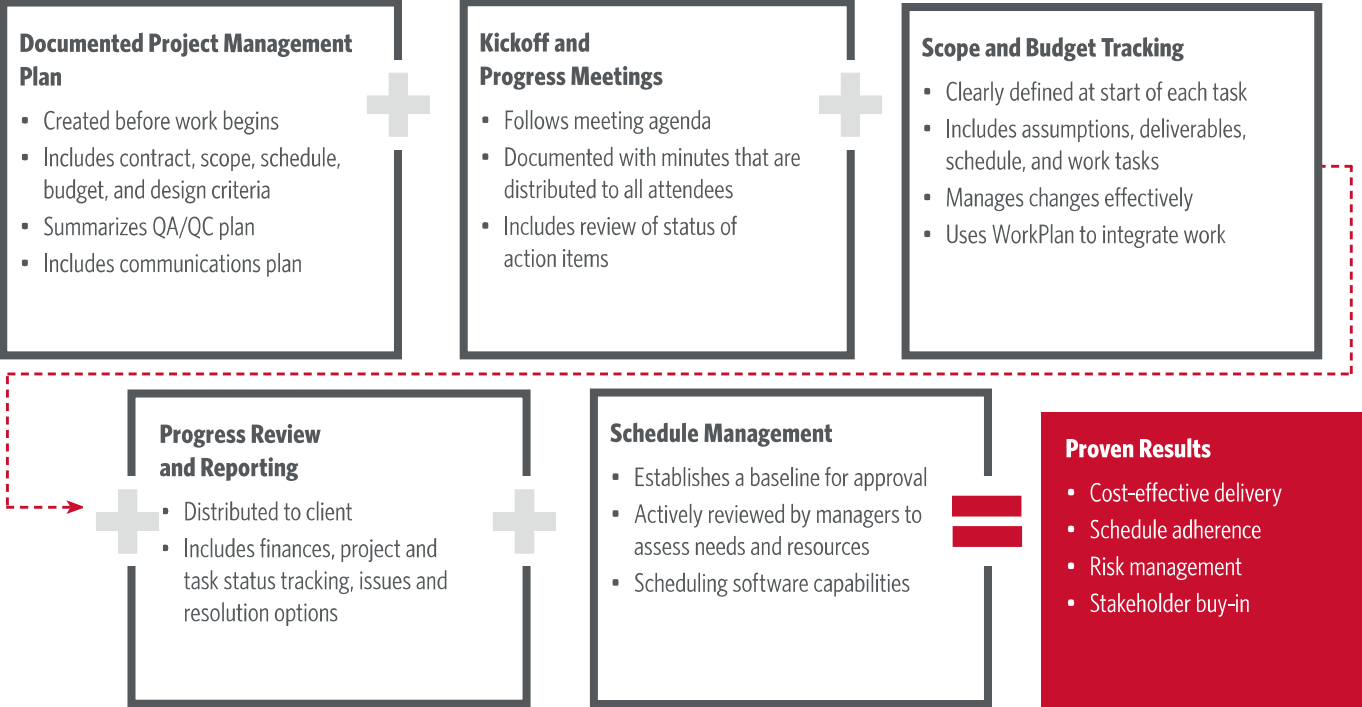 Documented Project Management
Plan
▪ Created before work begins
▪ Includes contract, scope, schedule,
budget, and design criteria
▪ Summarizes QA/QC plan
▪ Includes communications plan
Kickoff and
Progress Meetings
▪ Follows meeting agenda
▪ Documented with minutes that are
distributed to all attendees
▪ Includes review of status of
action items
Scope and Budget Tracking
▪ Clearly defined at start of each task
▪ Includes assumptions, deliverables,
schedule, and work tasks
▪ Manages changes effectively
▪ Uses WorkPlan to integrate work
Progress Review
and Reporting
▪ Distributed to client
▪ Includes finances, project and
task status tracking, issues and
resolution options
Schedule Management
▪ Establishes a baseline for approval
▪ Actively reviewed by managers to
assess needs and resources
▪ Scheduling software capabilities
Proven Results
▪ Cost-effective delivery
▪ Schedule adherence
▪ Risk management
▪ Stakeholder buy-in